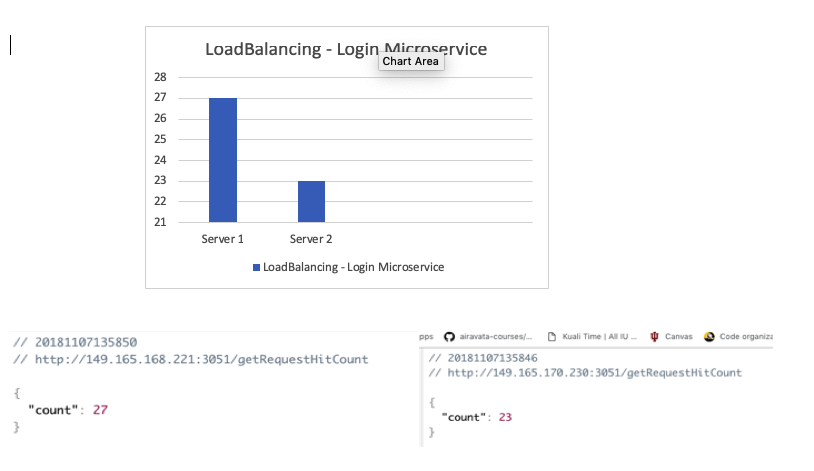 LoadBalancing - Login Microservice
Chart Area
28
27
26
25
24
23
22
21
Server 1 Server 2
LoadBalancing - Login Microservice
// 20181107135850
// http://149.165.168.221:3051/getRequestHitCount
{
"count": 27
}
pps airavata-courses/... Kuali Time | All IU ... Canvas Code organiza
// 20181107135846
// http://149.165.170.230:3051/getRequestHitCount
{
"count": 23
}